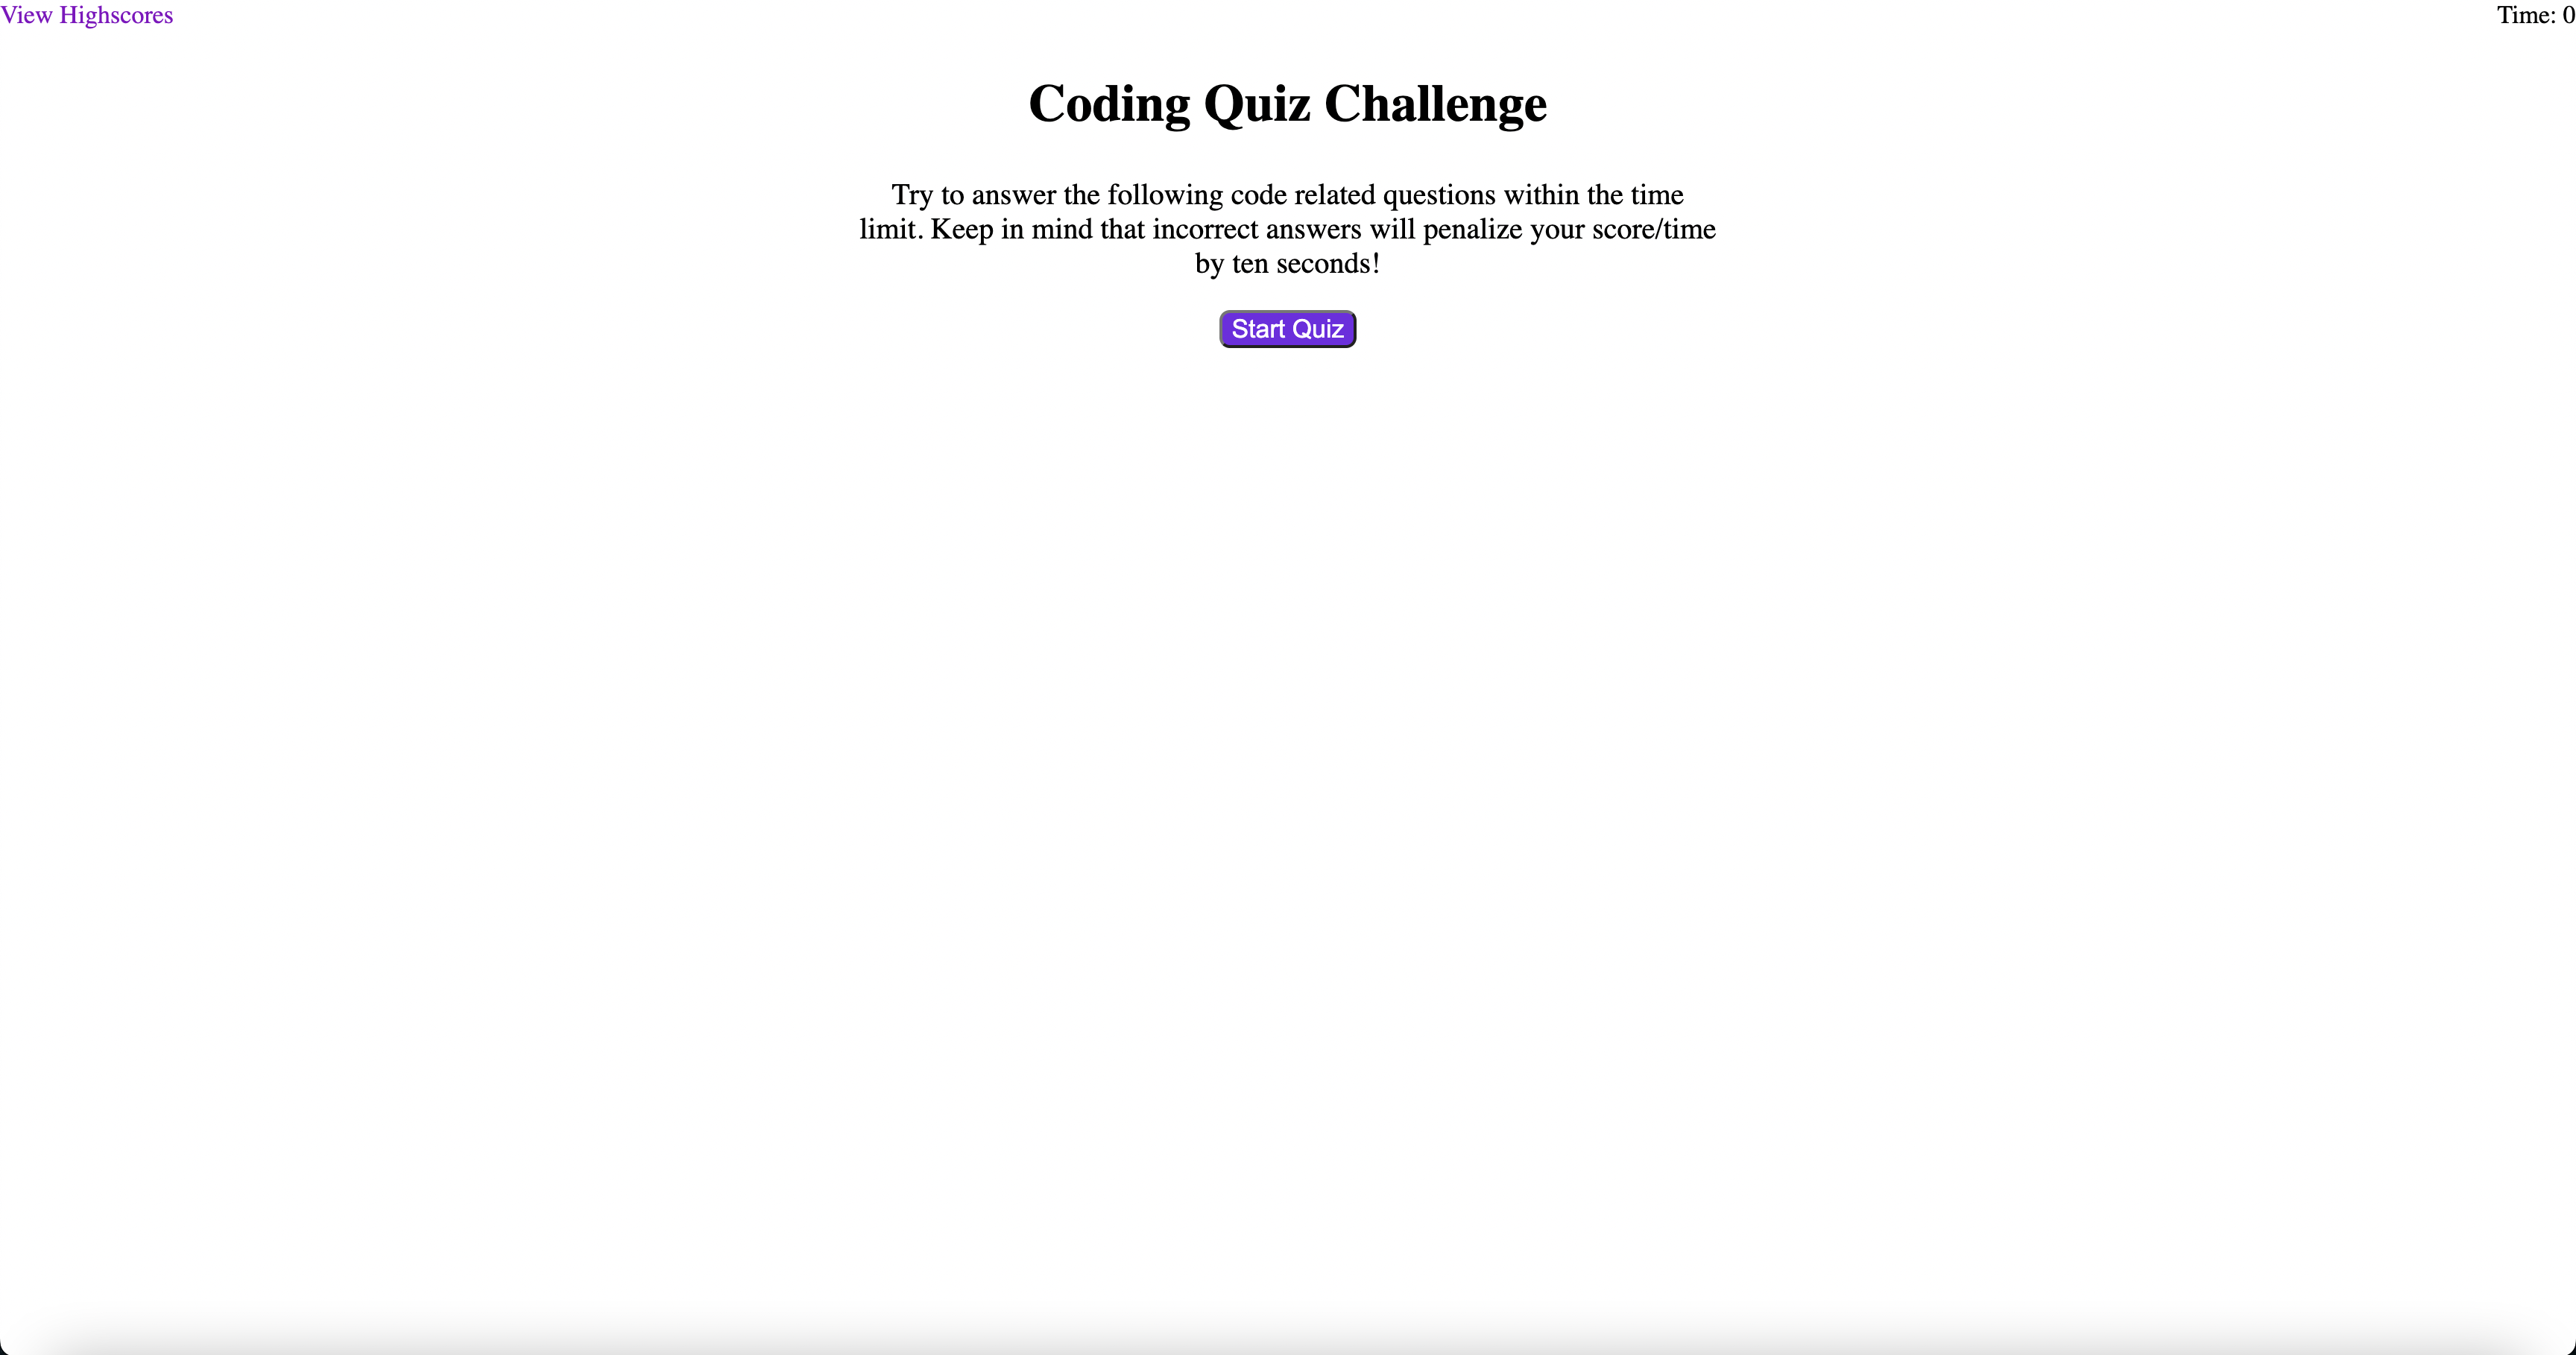 View Highscores
Time: 0
Coding Quiz Challenge
Try to answer the following code related questions within the time
limit. Keep in mind that incorrect answers will penalize your score/time
by ten seconds!
Start Quiz